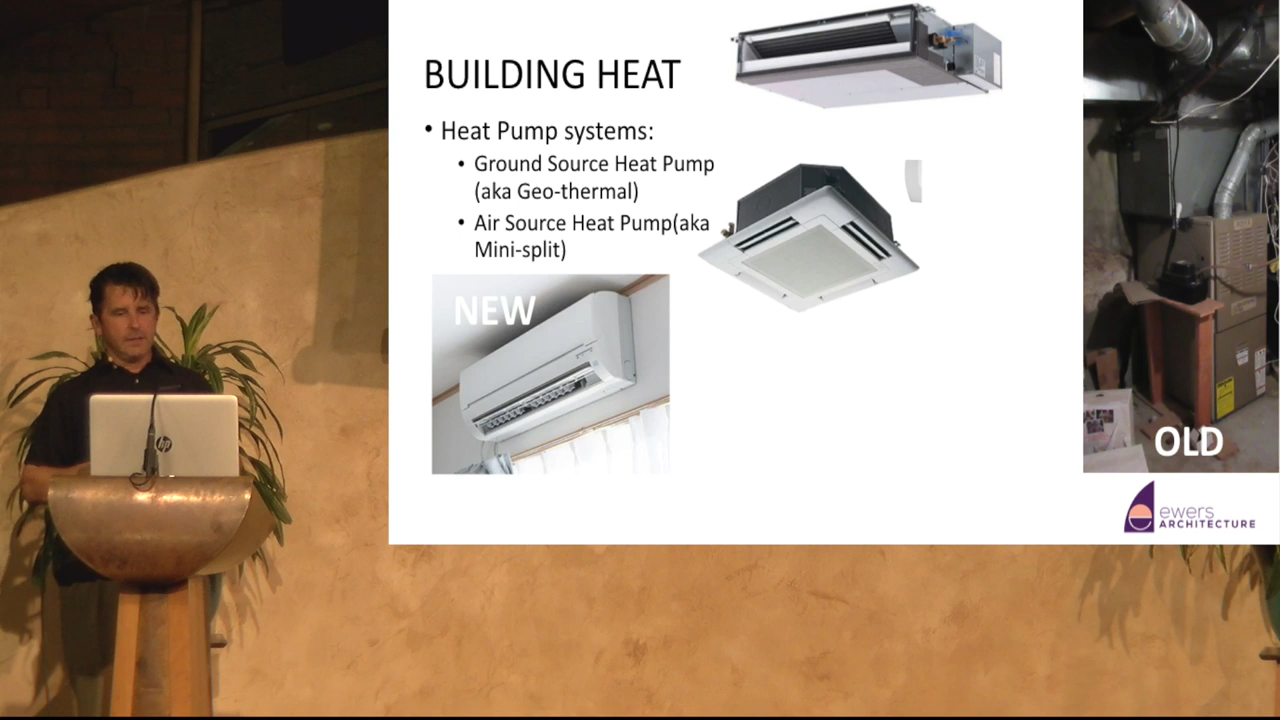 BUILDING HEAT
• Heat Pump systems:
• Ground Source Heat Pump
(aka Geo-thermal)
• Air Source Heat Pump(aka
Mini-split)
NEW
OLD
ewers
ARCHITECTURE
hp